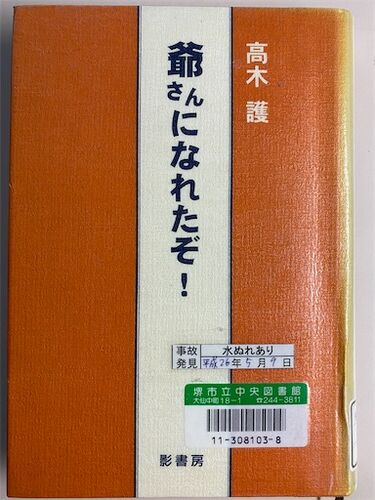 高木 護
爺さんになれたぞ!
事故発見 水ぬれあり
平成26年5月9日
堺市立中央図書館
大仙中町18-1 ☎244-3811
11-308103-8
影書房